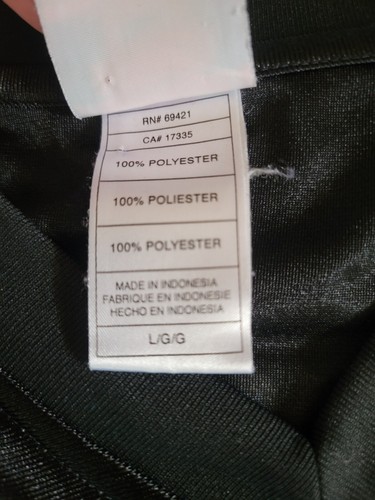 RN# 69421
CA# 17335
100% POLYESTER
100% POLIESTER
100% POLYESTER
MADE IN INDONESIA
FABRIQUE EN INDONESIE
HECHO EN INDONESIA
L/G/G